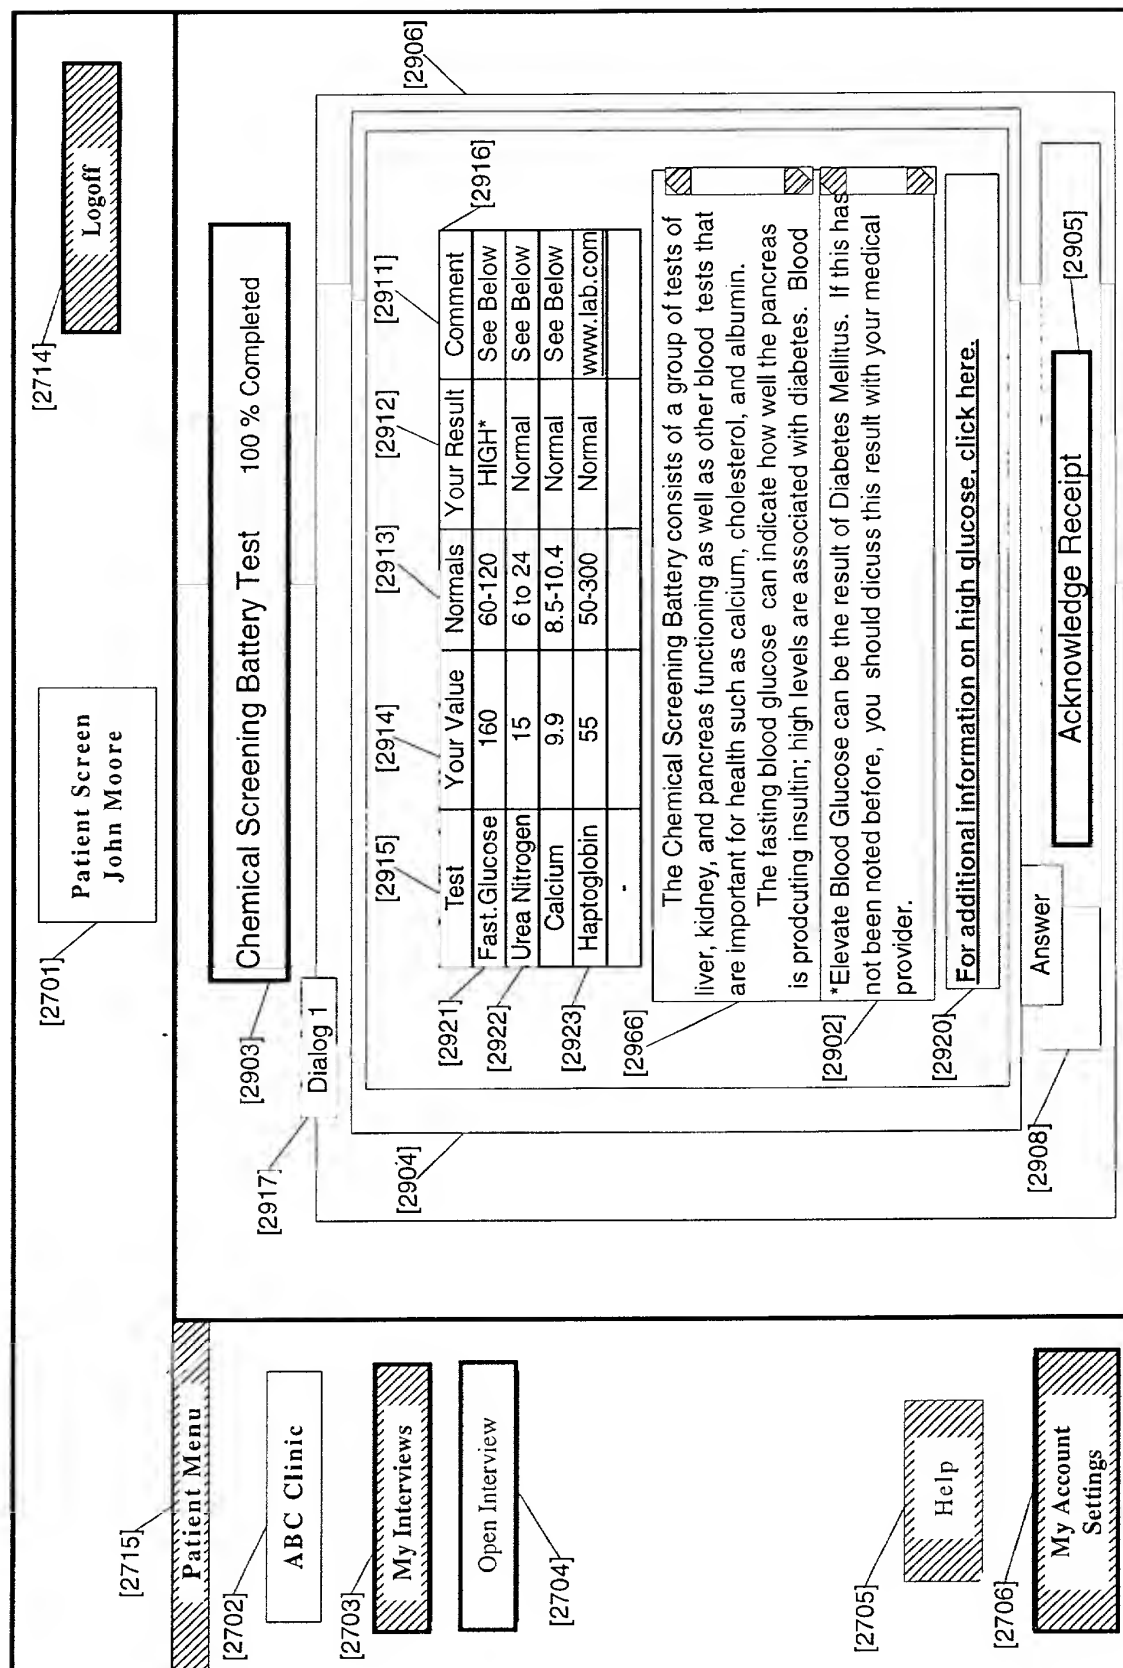 [2701]
Patient Screen
John Moore
[2714]
Logoff
[2715]
Patient Menu
[2702]
ABC Clinic
[2703]
My Interviews
Open Interview
[2704]
[2705]
Help
[2706]
My Account
Settings
[2903]
Chemical Screening Battery Test 100 % Completed
[2917]
Dialog 1
[2906]
[2904]
[2915] [2914] [2913] [2912] [2911]
[2916]
Test Your Value Normals Your Result Comment
[2921]
Fast.Glucose 160 60-120 HIGH* See Below
[2922]
Urea Nitrogen 15 6 to 24 Normal See Below
Calcium 9.9 8.5-10.4 Normal See Below
[2923]
Haptoglobin 55 50-300 Normal www.lab.com
-
[2966]
The Chemical Screening Battery consists of a group of tests of
liver, kidney, and pancreas functioning as well as other blood tests that
are important for health such as calcium, cholesterol, and albumin.
The fasting blood glucose can indicate how well the pancreas
is prodcuting insultin; high levels are associated with diabetes. Blood
[2902]
*Elevate Blood Glucose can be the result of Diabetes Mellitus. If this has
not been noted before, you should dicuss this result with your medical
provider.
[2920]
For additional information on high glucose, click here.
[2908]
Answer
Acknowledge Receipt
[2905]